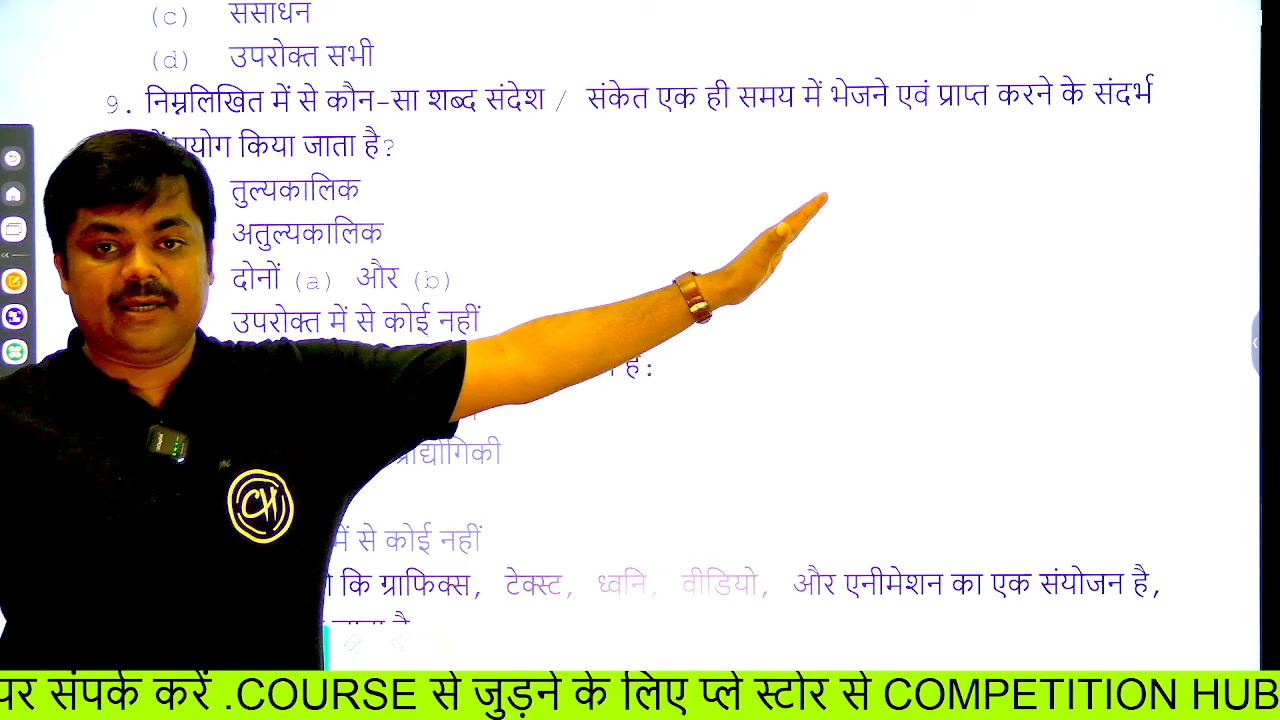 (c) संसाधन
(d) उपरोक्त सभी
9. निम्नलिखित में से कौन-सा शब्द संदेश / संकेत एक ही समय में भेजने एवं प्राप्त करने के संदर्भ
प्रयोग किया जाता है?
तुल्यकालिक
अतुल्यकालिक
दोनों (a) और (b)
उपरोक्त में से कोई नहीं
CH
में से कोई नहीं
कि ग्राफिक्स, टेक्स्ट, ध्वनि, वीडियो, और एनीमेशन का एक संयोजन है,
पर संपर्क करें .COURSE से जुड़ने के लिए प्ले स्टोर से COMPETITION HUB